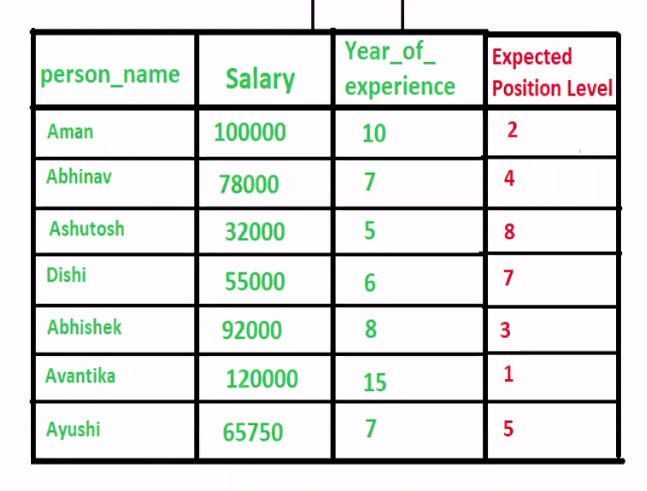 person_name Salary Year_of_ experience Expected Position Level
Aman 100000 10 2
Abhinav 78000 7 4
Ashutosh 32000 5 8
Dishi 55000 6 7
Abhishek 92000 8 3
Avantika 120000 15 1
Ayushi 65750 7 5